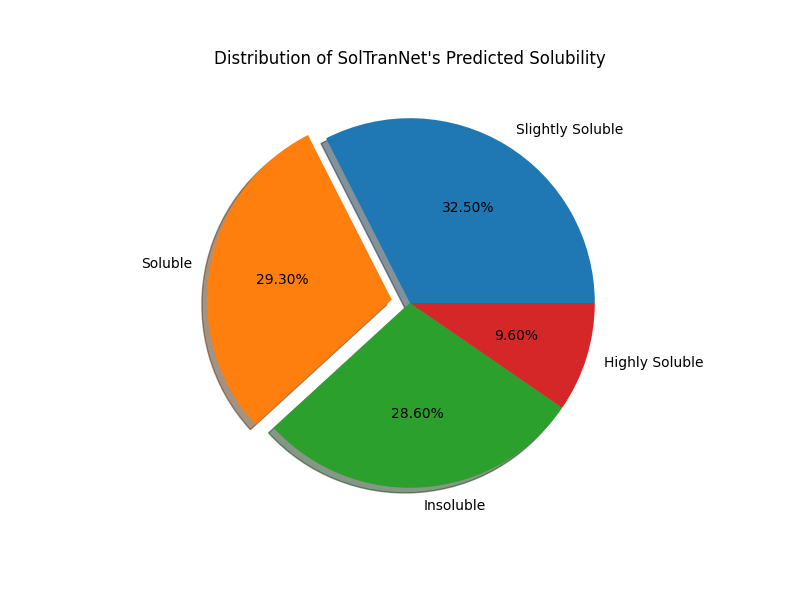 Distribution of SolTranNet's Predicted Solubility
Slightly Soluble
32.50%
Soluble
29.30%
9.60%
Highly Soluble
28.60%
Insoluble